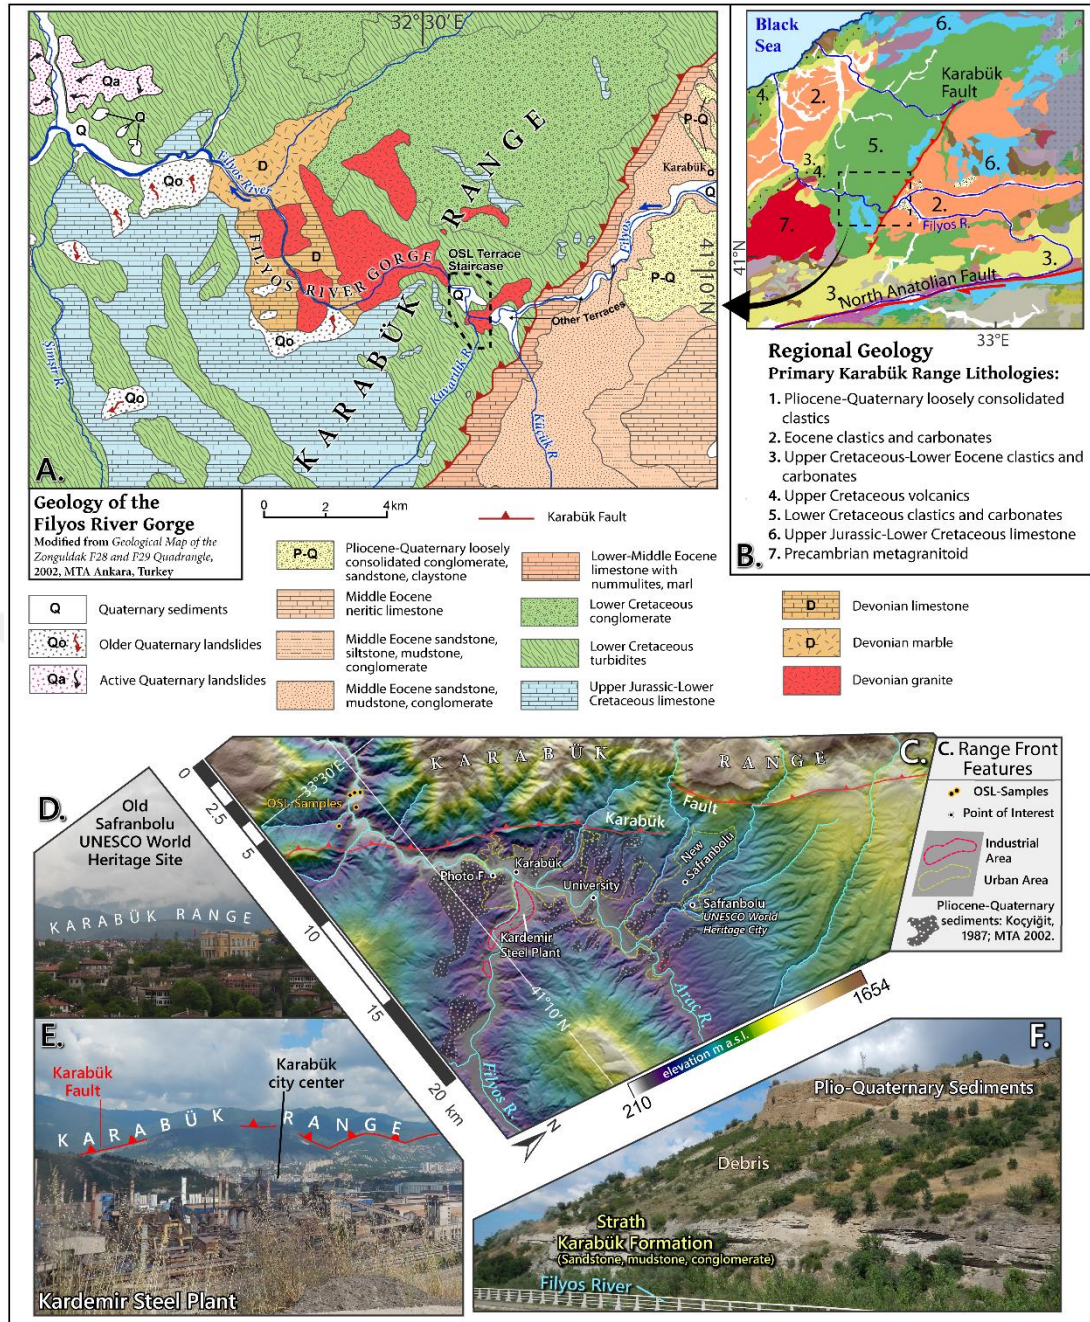 32°30'E
41°10'N
Qa
Q
Q
Qo
D
Filyos River
D
FILYOS RIVER GORGE
KARABÜK RANGE
OSL Terrace
Staircase
Q
Other Terraces
Filyos
Karabük
P-Q
Q
P-Q
Qo
Qo
Simsir R.
Kavarlik R.
Küçük R.
A.
Geology of the
Filyos River Gorge
Modified from Geological Map of the
Zonguldak F28 and F29 Quadrangle,
2002, MTA Ankara, Turkey
0 2 4km
Karabük Fault
Q Quaternary sediments
Qo Older Quaternary landslides
Qa Active Quaternary landslides
P-Q Pliocene-Quaternary loosely
consolidated conglomerate,
sandstone, claystone
Middle Eocene
neritic limestone
Middle Eocene sandstone,
siltstone, mudstone,
conglomerate
Middle Eocene sandstone,
mudstone, conglomerate
Lower-Middle Eocene
limestone with
nummulites, marl
Lower Cretaceous
conglomerate
Lower Cretaceous
turbidites
Upper Jurassic-Lower
Cretaceous limestone
D Devonian limestone
D Devonian marble
Devonian granite
Black
Sea
6.
Karabük
Fault
4.
2.
5.
6.
3.
4.
2.
7.
Filyos R.
41°N
3.
3.
North Anatolian Fault
33°E
Regional Geology
Primary Karabük Range Lithologies:
1. Pliocene-Quaternary loosely consolidated
clastics
2. Eocene clastics and carbonates
3. Upper Cretaceous-Lower Eocene clastics and
carbonates
4. Upper Cretaceous volcanics
5. Lower Cretaceous clastics and carbonates
6. Upper Jurassic-Lower Cretaceous limestone
7. Precambrian metagranitoid
B.
C.
KARABÜK RANGE
33°30'E
OSL-Samples
Karabük Fault
Photo F
Karabük
University
New
Safranbolu
Safranbolu
UNESCO World
Heritage City
Kardemir
Steel Plant
41°10'N
Araç R.
Filyos R.
0 2.5 5 10 15 20 km
210 elevation m a.s.l. 1654
N
C. Range Front
Features
OSL-Samples
Point of Interest
Industrial
Area
Urban Area
Pliocene-Quaternary
sediments: Koçyiğit,
1987; MTA 2002.
D.
Old
Safranbolu
UNESCO World
Heritage Site
KARABÜK RANGE
E.
Karabük
Fault
Karabük
city center
KARABÜK RANGE
Kardemir Steel Plant
F.
Plio-Quaternary Sediments
Debris
Strath
Karabük Formation
(Sandstone, mudstone, conglomerate)
Filyos River